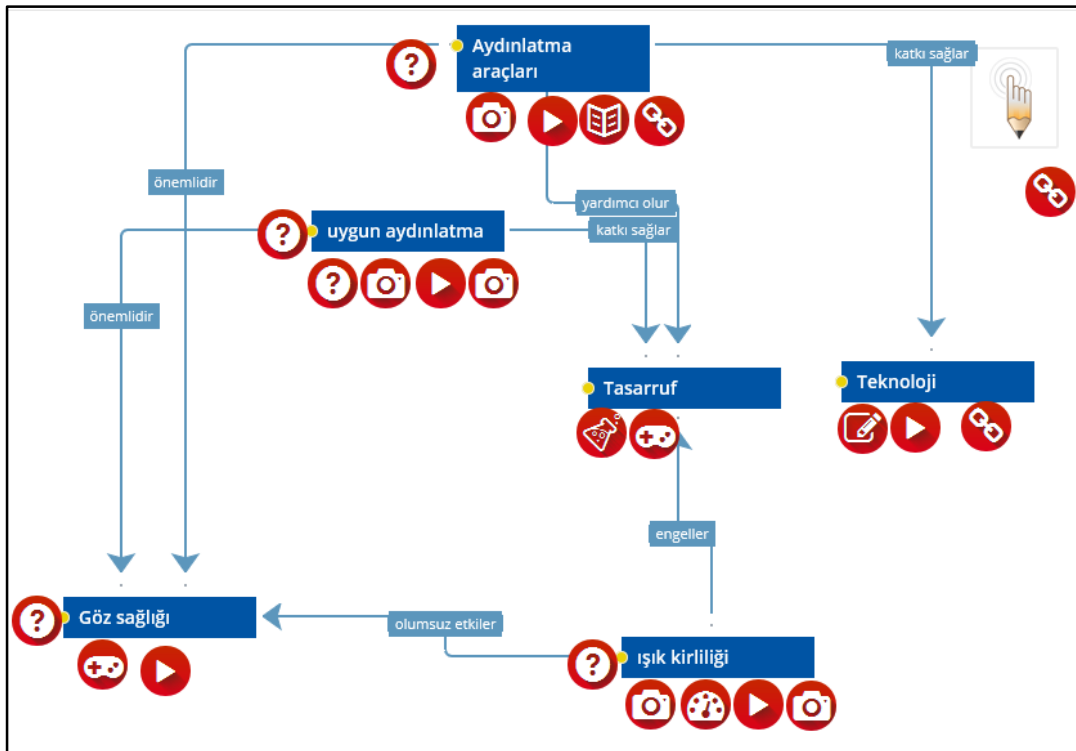 Aydınlatma
araçları
katkı sağlar
önemlidir
yardımcı olur
uygun aydınlatma
katkı sağlar
önemlidir
Tasarruf
Teknoloji
engeller
Göz sağlığı
olumsuz etkiler
ışık kirliliği